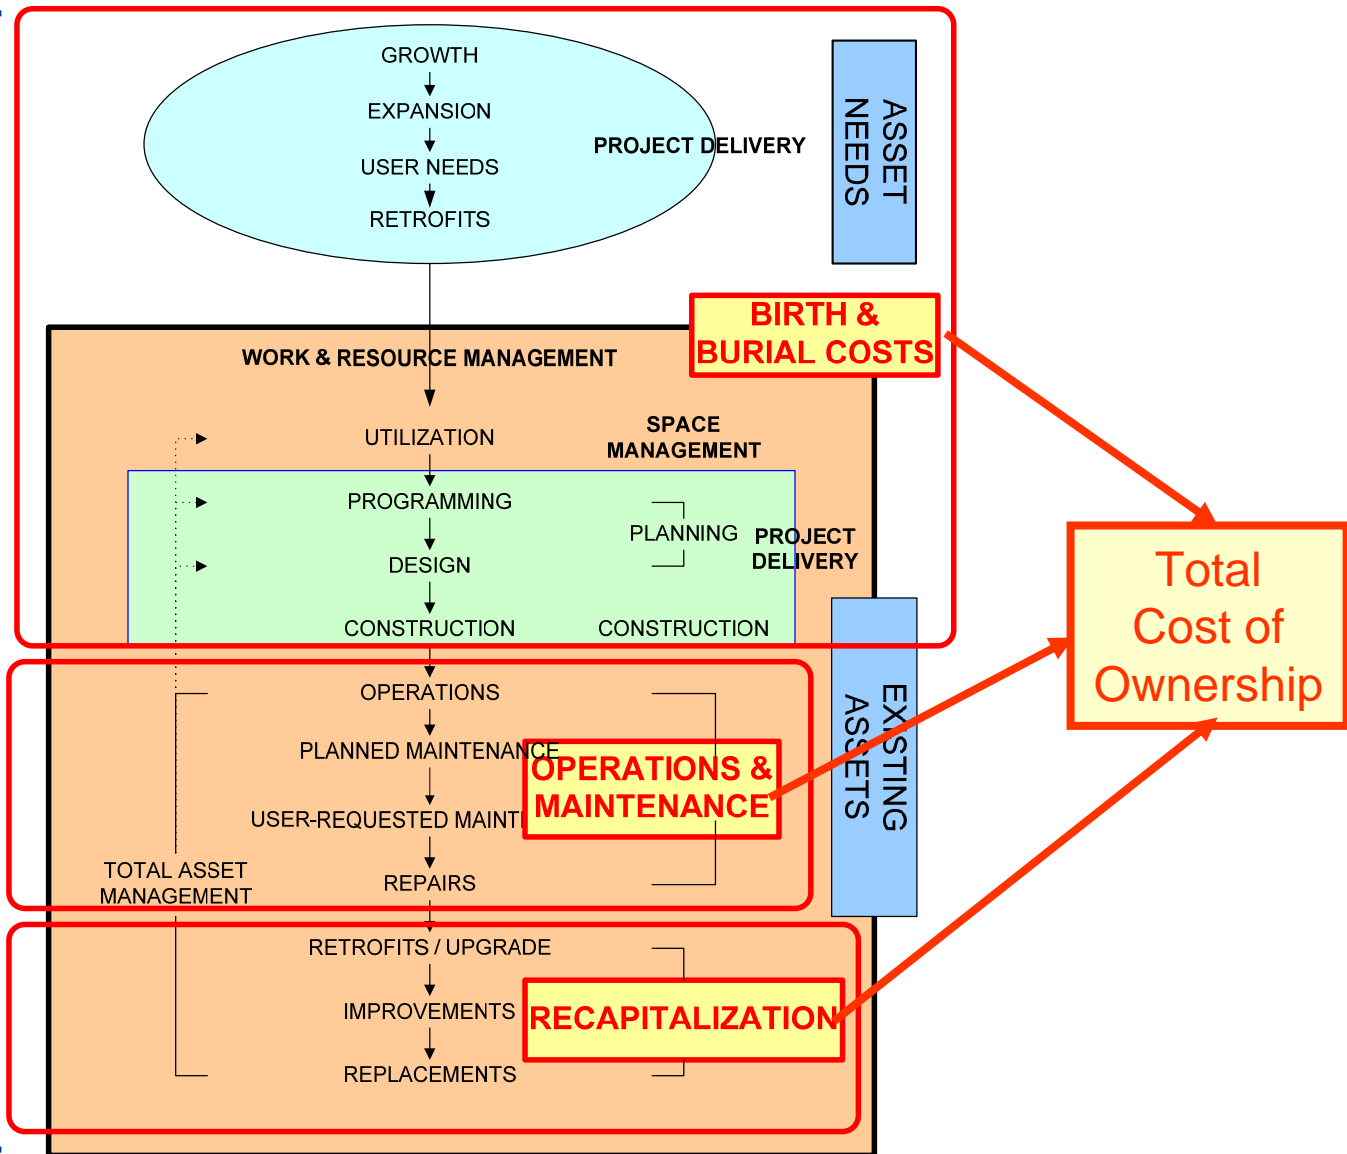 GROWTH
EXPANSION
USER NEEDS
RETROFITS
PROJECT DELIVERY
ASSET
NEEDS
BIRTH &
BURIAL COSTS
WORK & RESOURCE MANAGEMENT
UTILIZATION
SPACE
MANAGEMENT
PROGRAMMING
PLANNING
PROJECT
DELIVERY
DESIGN
CONSTRUCTION
CONSTRUCTION
Total
Cost of
Ownership
OPERATIONS
PLANNED MAINTENANCE
USER-REQUESTED
REPAIRS
OPERATIONS &
MAINTENANCE
EXISTING
ASSETS
TOTAL ASSET
MANAGEMENT
RETROFITS / UPGRADE
IMPROVEMENTS
REPLACEMENTS
RECAPITALIZATION